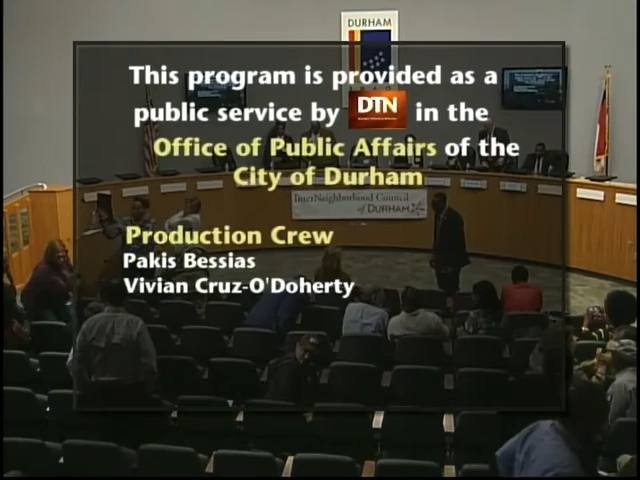 DURHAM
This program is provided as a
public service by DTN in the
Office of Public Affairs of the
City of Durham
InterNeighborhood Council
of DURHAM
Production Crew
Pakis Bessias
Vivian Cruz-O'Doherty